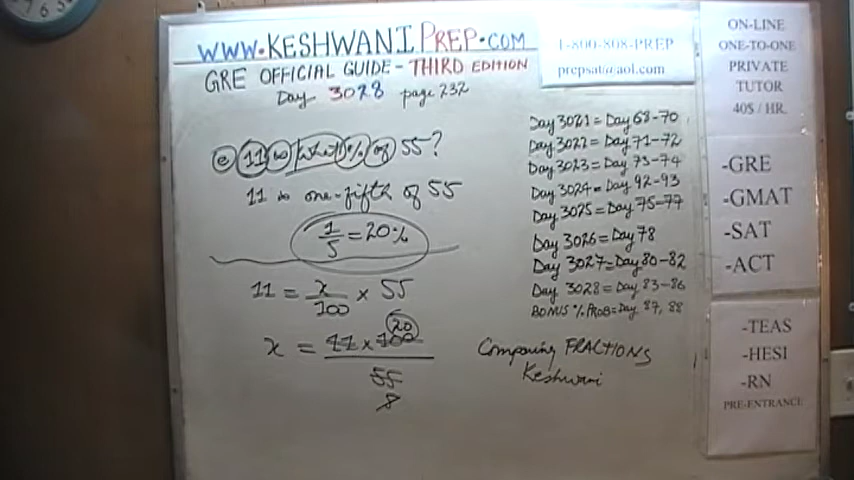 WWW.KESHWANIPREP.COM
GRE OFFICIAL GUIDE - THIRD EDITION
Day 3028 page 232
e 11 is what % of 55?
11 is one-fifth of 55
1/5 = 20%
11 = x/100 × 55
x = 11 × 100 / 55
20
1-800-808-PREP
prepsat@aol.com
Day 3021 = Day 68-70
Day 3022 = Day 71-72
Day 3023 = Day 73-74
Day 3024 = Day 92-93
Day 3025 = Day 75-77
Day 3026 = Day 78
Day 3027 = Day 80-82
Day 3028 = Day 83-86
BONUS % PROB = Day 87, 88
Comparing FRACTIONS
Keshwani
ON-LINE
ONE-TO-ONE
PRIVATE
TUTOR
40$ / HR.
-GRE
-GMAT
-SAT
-ACT
-TEAS
-HESI
-RN
PRE-ENTRANCE